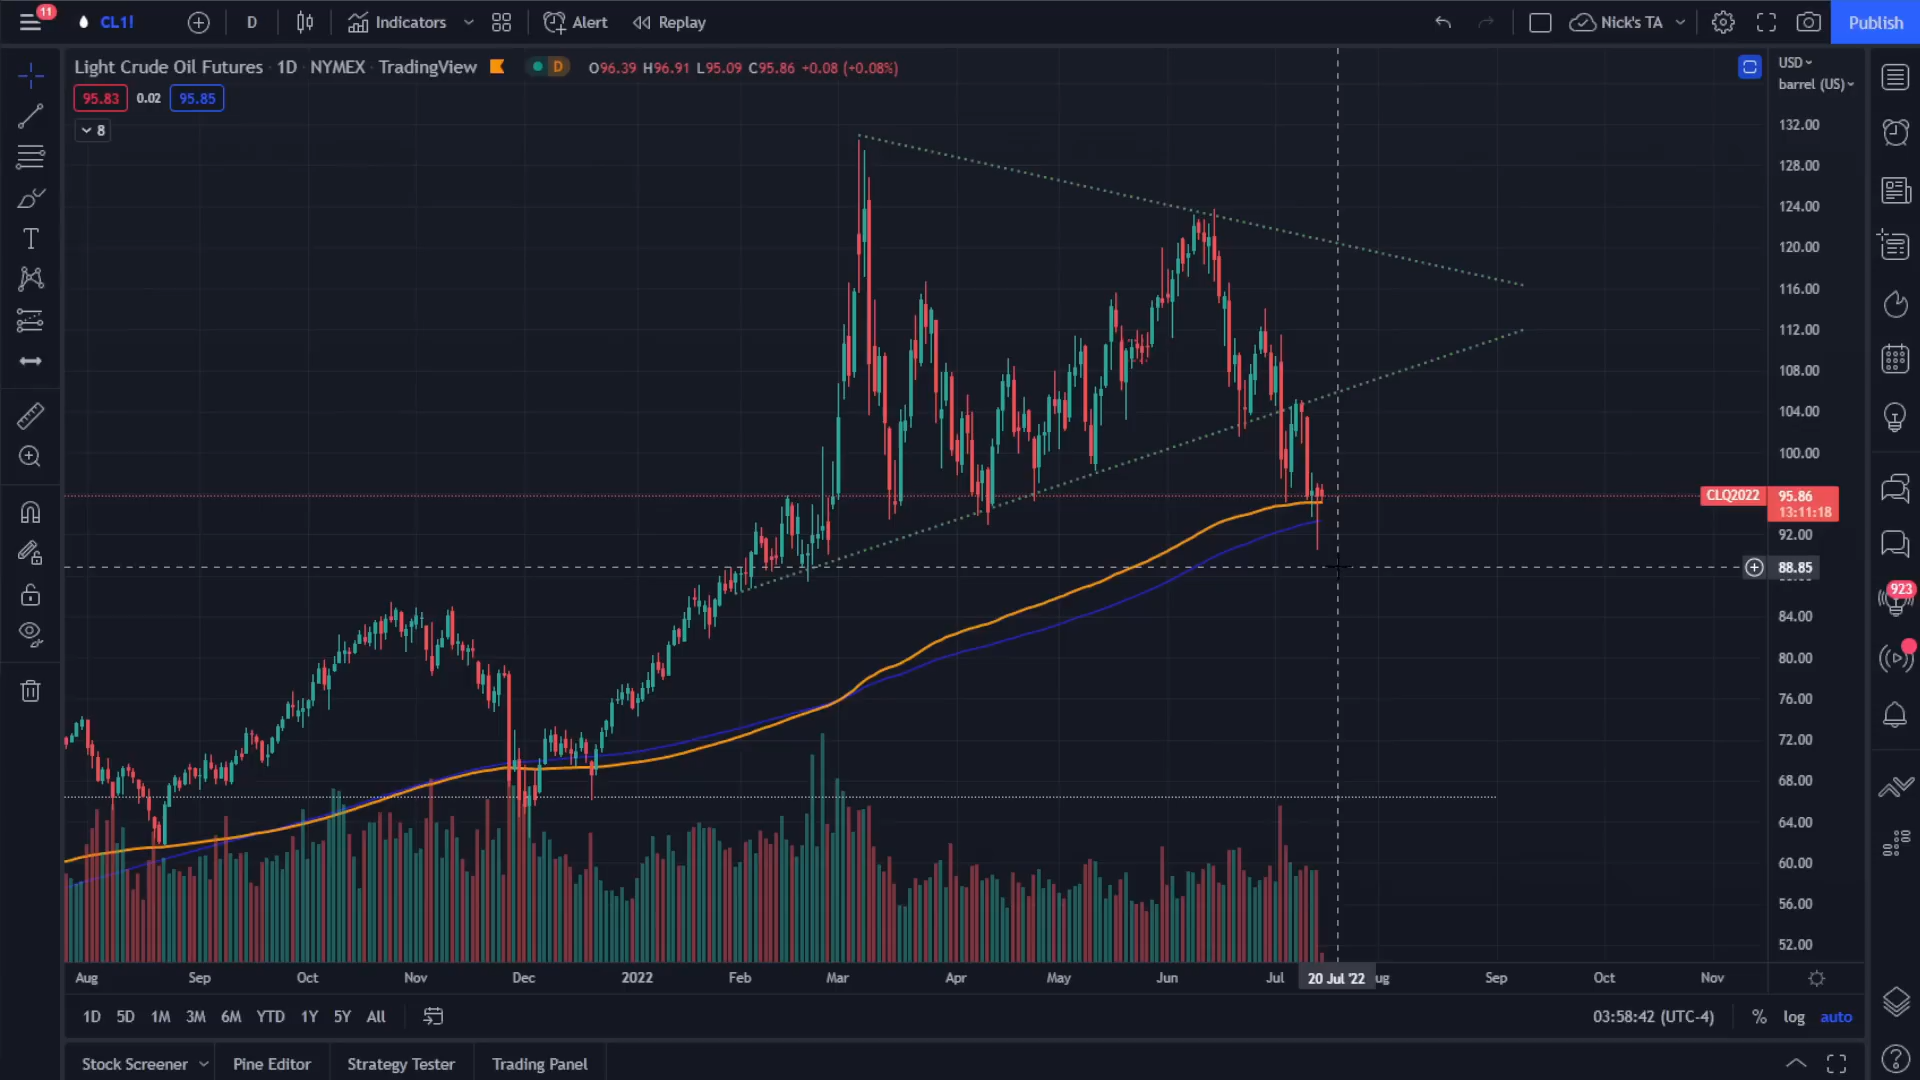 11 CL1! D Indicators Alert Replay Nick's TA Publish
Light Crude Oil Futures · 1D · NYMEX · TradingView D O96.39 H96.91 L95.09 C95.86 +0.08 (+0.08%) USD
barrel (US)
95.83 0.02 95.85
8
132.00
128.00
124.00
120.00
116.00
112.00
108.00
104.00
100.00
CLQ2022 95.86
13:11:18
92.00
88.85
84.00
80.00
76.00
72.00
68.00
64.00
60.00
56.00
52.00
923
Aug Sep Oct Nov Dec 2022 Feb Mar Apr May Jun Jul 20 Jul '22 ug Sep Oct Nov
1D 5D 1M 3M 6M YTD 1Y 5Y All 03:58:42 (UTC-4) % log auto
Stock Screener Pine Editor Strategy Tester Trading Panel